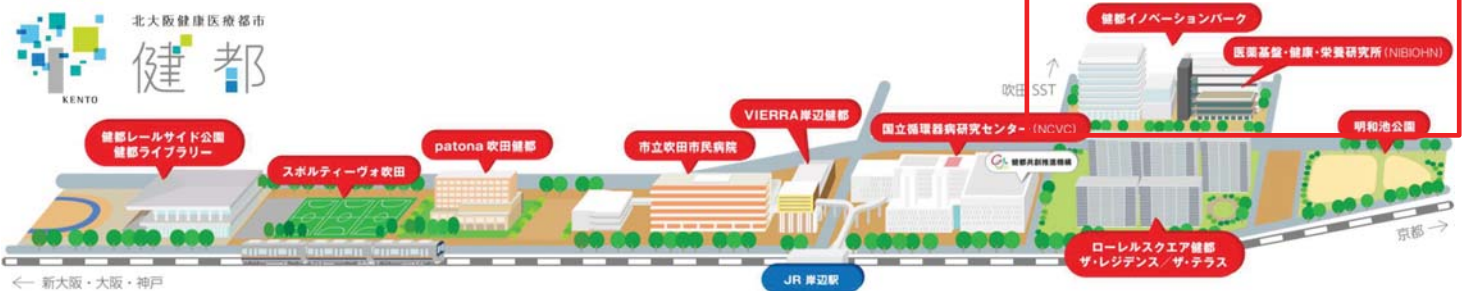 北大阪健康医療都市
健都
KENTO
健都イノベーションパーク
医薬基盤・健康・栄養研究所(NIBIOHN)
吹田SST
VIERRA岸辺健都
国立循環器病研究センター(NCVC)
明和池公園
健都レールサイド公園
健都ライブラリー
スポルティーヴォ吹田
patona 吹田健都
市立吹田市民病院
健都共創推進機構
ローレルスクエア健都
ザ・レジデンス／ザ・テラス
京都→
JR 岸辺駅
← 新大阪・大阪・神戸